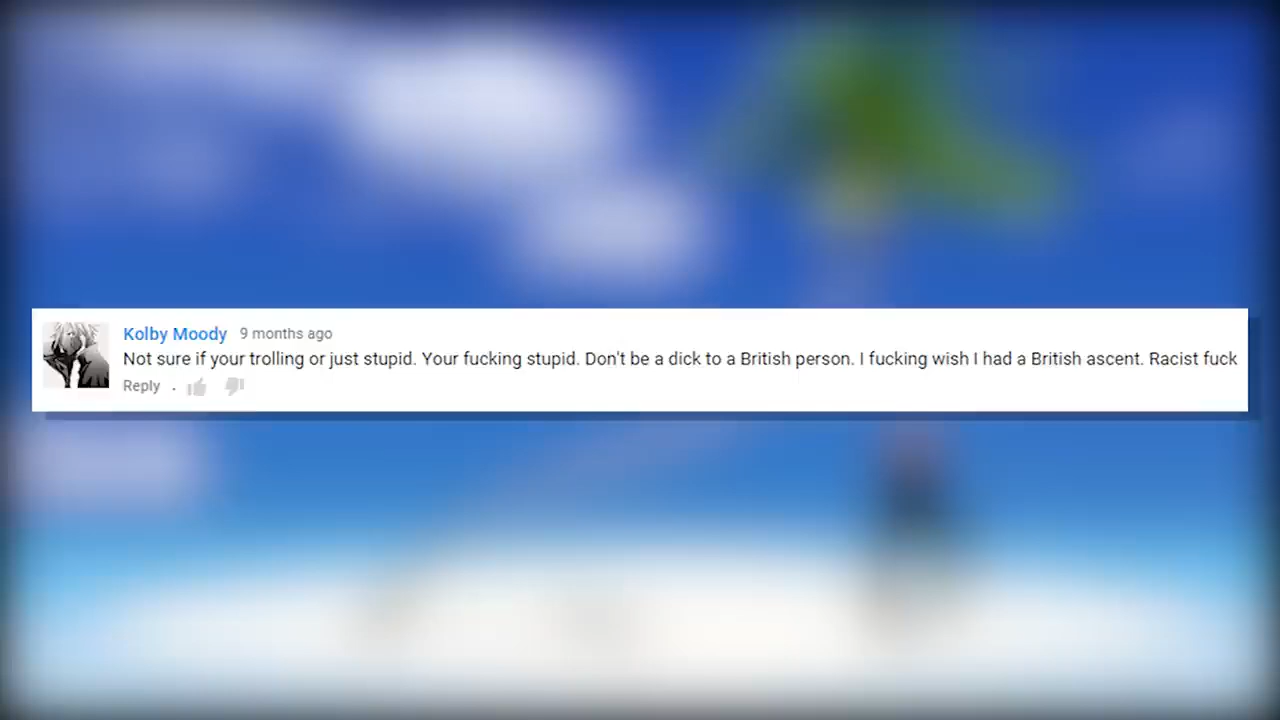 Kolby Moody 9 months ago
Not sure if your trolling or just stupid. Your fucking stupid. Don't be a dick to a British person. I fucking wish I had a British ascent. Racist fuck
Reply .